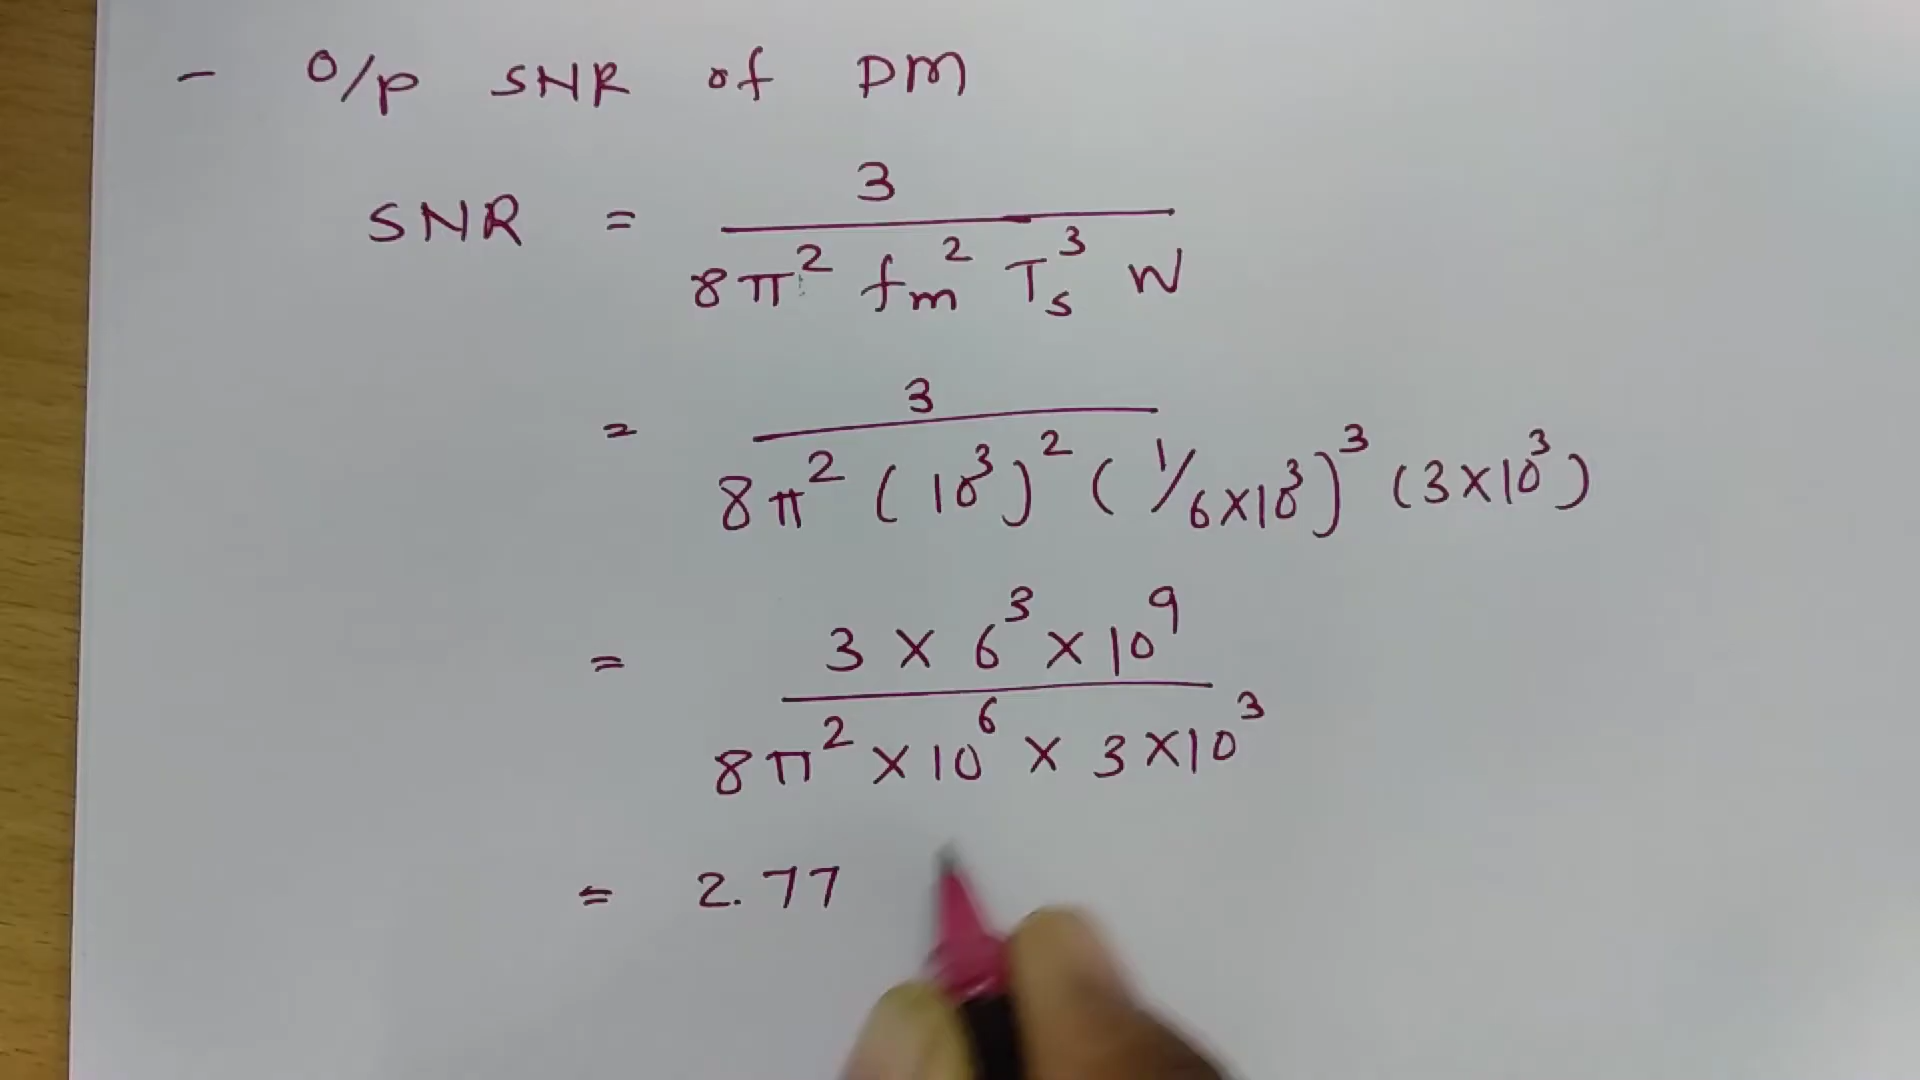 - O/P SNR of DM
SNR = 3 / 8π² fm² Ts³ W
= 3 / 8π² (10³)² (1/6×10³)³ (3×10³)
= 3 × 6³ × 10⁹ / 8π² × 10⁶ × 3×10³
= 2.77